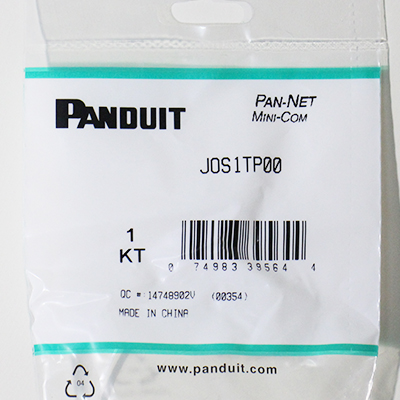 PANDUIT
PAN-NET
MINI-COM
JOS1TP00
1
KT
0 74983 39564 4
QC #:14748902V (00354)
MADE IN CHINA
www.panduit.com
04